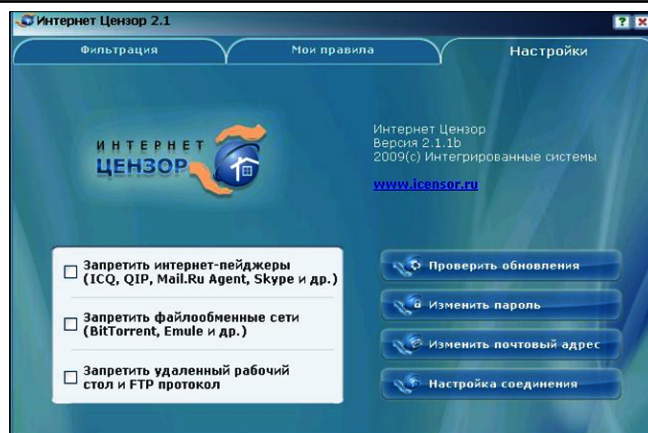 Интернет Цензор 2.1
Фильтрация
Мои правила
Настройки
ИНТЕРНЕТ
ЦЕНЗОР
Интернет Цензор
Версия 2.1.1b
2009(c) Интегрированные системы
www.icensor.ru
Запретить интернет-пейджеры
(ICQ, QIP, Mail.Ru Agent, Skype и др.)
Запретить файлообменные сети
(BitTorrent, Emule и др.)
Запретить удаленный рабочий
стол и FTP протокол
Проверить обновления
Изменить пароль
Изменить почтовый адрес
Настройка соединения